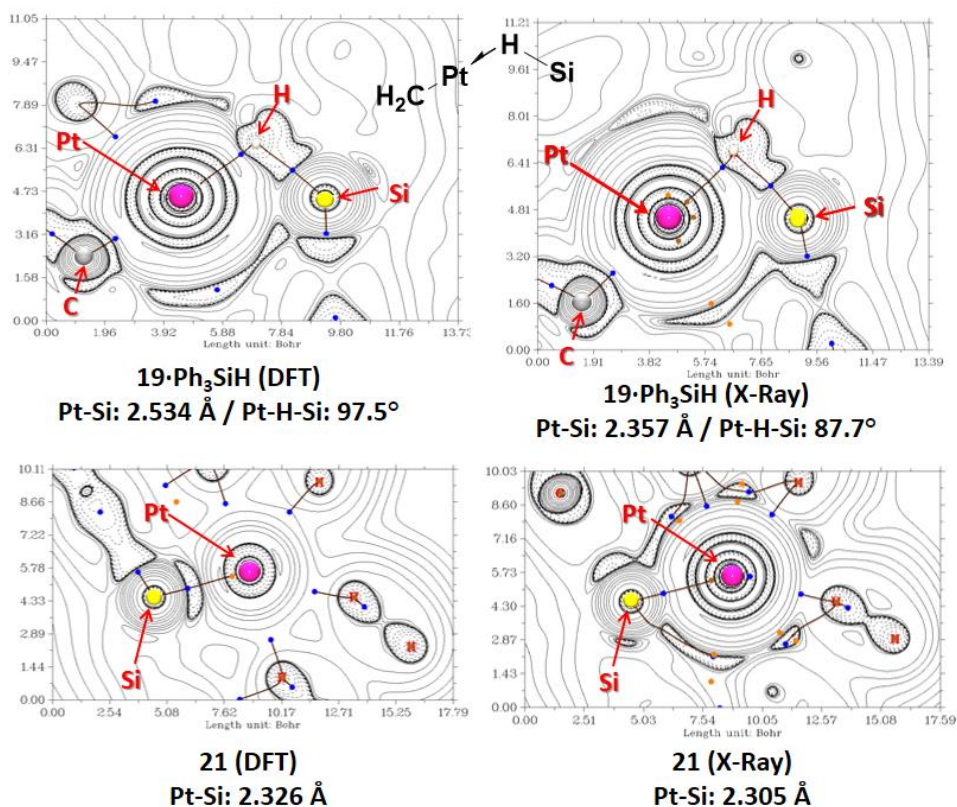 11.05
9.47
7.89
6.31
4.73
3.16
1.58
0.00
H
Pt
Si
C
0.00 1.96 3.92 5.88 7.84 9.80 11.76 13.73
Length unit: Bohr
19·Ph₃SiH (DFT)
Pt-Si: 2.534 Å / Pt-H-Si: 97.5°
H
Pt
Si
H₂C
11.21
9.61
8.01
6.41
4.81
3.20
1.60
0.00
H
Pt
Si
C
0.00 1.91 3.82 5.74 7.65 9.56 11.47 13.39
Length unit: Bohr
19·Ph₃SiH (X-Ray)
Pt-Si: 2.357 Å / Pt-H-Si: 87.7°
10.11
8.66
7.22
5.78
4.33
2.89
1.44
0.00
Pt
Si
0.00 2.54 5.08 7.62 10.17 12.71 15.25 17.79
Length unit: Bohr
21 (DFT)
Pt-Si: 2.326 Å
10.03
8.60
7.16
5.73
4.30
2.87
1.43
0.00
Pt
Si
0.00 2.51 5.03 7.54 10.05 12.57 15.08 17.59
Length unit: Bohr
21 (X-Ray)
Pt-Si: 2.305 Å